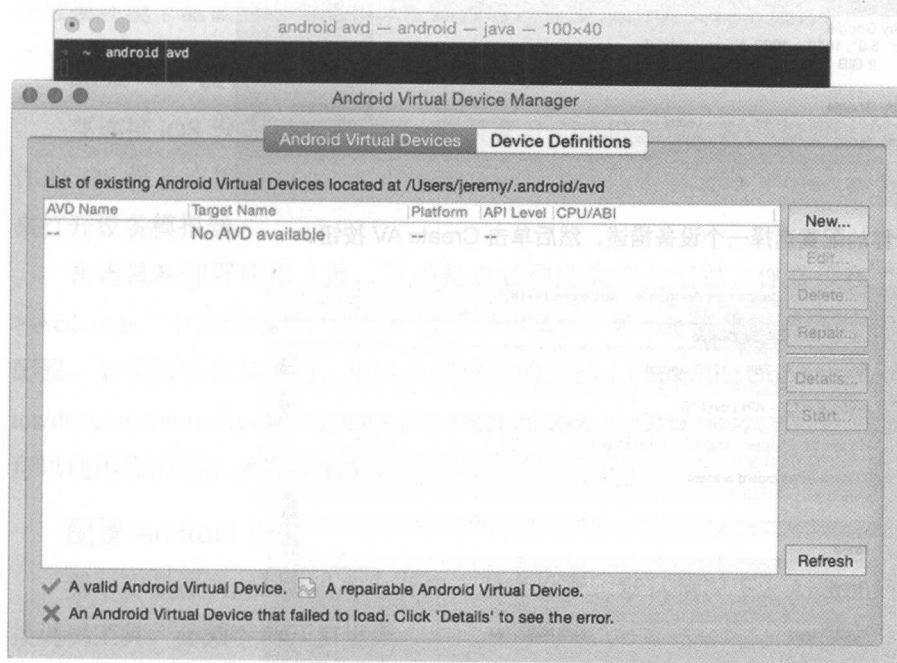 android avd — android — java — 100×40
→ ~ android avd
Android Virtual Device Manager
Android Virtual Devices Device Definitions
List of existing Android Virtual Devices located at /Users/jeremy/.android/avd
AVD Name Target Name Platform API Level CPU/ABI
-- No AVD available -- --
New...
Edit...
Delete...
Repair...
Details...
Start...
Refresh
A valid Android Virtual Device. A repairable Android Virtual Device.
An Android Virtual Device that failed to load. Click 'Details' to see the error.